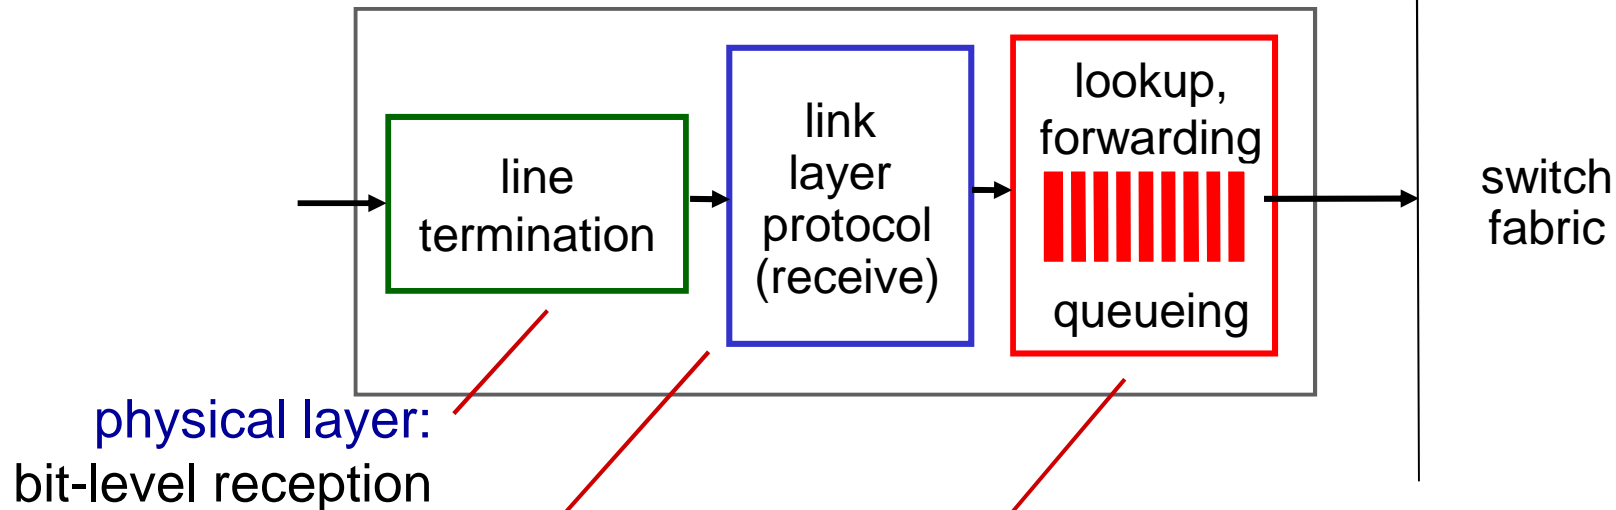 line
termination
link
layer
protocol
(receive)
lookup,
forwarding
queueing
switch
fabric
physical layer:
bit-level reception